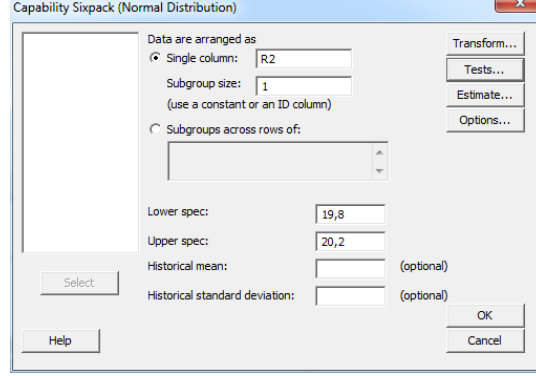 Capability Sixpack (Normal Distribution)
Data are arranged as
Single column: R2
Subgroup size: 1
(use a constant or an ID column)
Subgroups across rows of:
Transform...
Tests...
Estimate...
Options...
Lower spec: 19,8
Upper spec: 20,2
Historical mean: (optional)
Historical standard deviation: (optional)
Select
Help
OK
Cancel